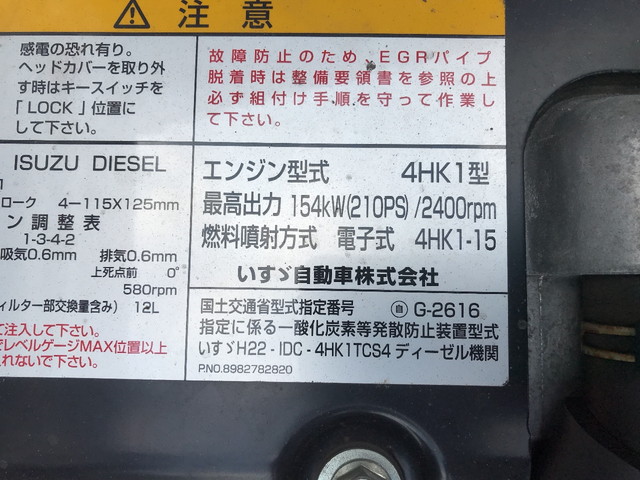 ⚠ 注意
感電の恐れ有り。
ヘッドカバーを取り外
す時はキースイッチを
「LOCK」位置に
して下さい。
故障防止のため、EGRパイプ
脱着時は整備要領書を参照の上
必ず組付け手順を守って作業し
て下さい。
ISUZU DIESEL
1
ローク 4-115X125mm
ン調整表
1-3-4-2
吸気0.6mm 排気0.6mm
上死点前 0°
580rpm
ィルター部交換量含み) 12L
て注入して下さい。
でレベルゲージMAX位置以上
れないで下さい。
エンジン型式 4HK1型
最高出力 154kW(210PS)/2400rpm
燃料噴射方式 電子式 4HK1-15
いすゞ自動車株式会社
国土交通省型式指定番号 自 G-2616
指定に係る一酸化炭素等発散防止装置型式
いすゞH22-IDC-4HK1TCS4 ディーゼル機関
P.NO.8982782820